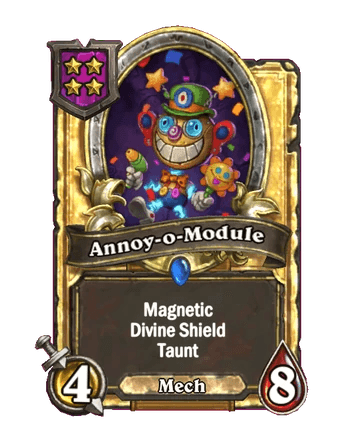 Annoy-o-Module
Magnetic
Divine Shield
Taunt
4
Mech
8